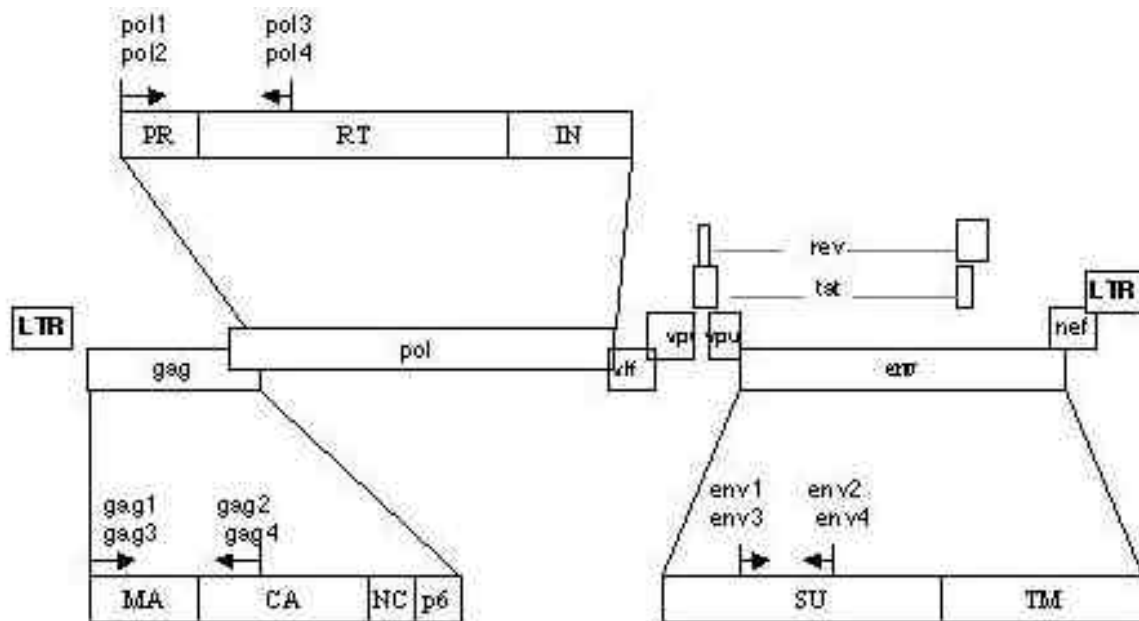 pol1 pol3
pol2 pol4
PR RT IN
rev
tat
LTR LTR
nef
vpr vpu
pol
vif
gag env
gag1 gag2 env1 env2
gag3 gag4 env3 env4
MA CA NC p6 SU TM